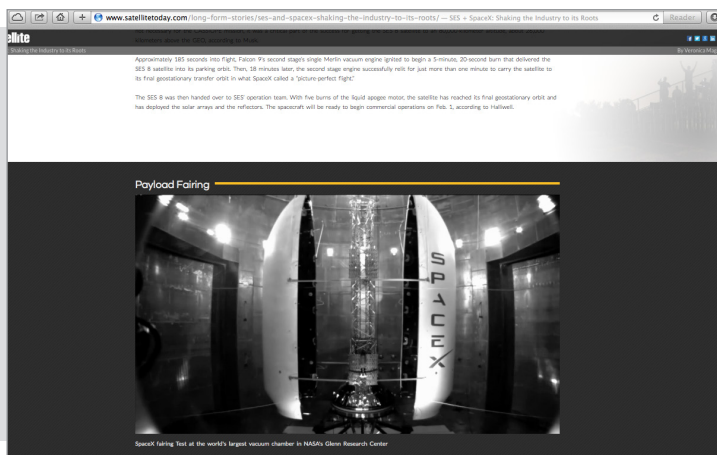 www.satellitetoday.com/long-form-stories/ses-and-spacex-shaking-the-industry-to-its-roots/ — SES + SpaceX: Shaking the Industry to its Roots
Reader
ellite
Shaking the Industry to its Roots
By Veronica Mag
Approximately 185 seconds into flight, Falcon 9's second stage's single Merlin vacuum engine ignited to begin a 5-minute, 20-second burn that delivered the
SES 8 satellite into its parking orbit. Then, 18 minutes later, the second stage engine successfully relit for just more than one minute to carry the satellite to
its final geostationary transfer orbit in what SpaceX called a "picture-perfect flight."
The SES 8 was then handed over to SES' operation team. With five burns of the liquid apogee motor, the satellite has reached its final geostationary orbit and
has deployed the solar arrays and the reflectors. The spacecraft will be ready to begin commercial operations on Feb. 1, according to Halliwell.
Payload Fairing
SPACEX
SpaceX fairing Test at the world's largest vacuum chamber in NASA's Glenn Research Center